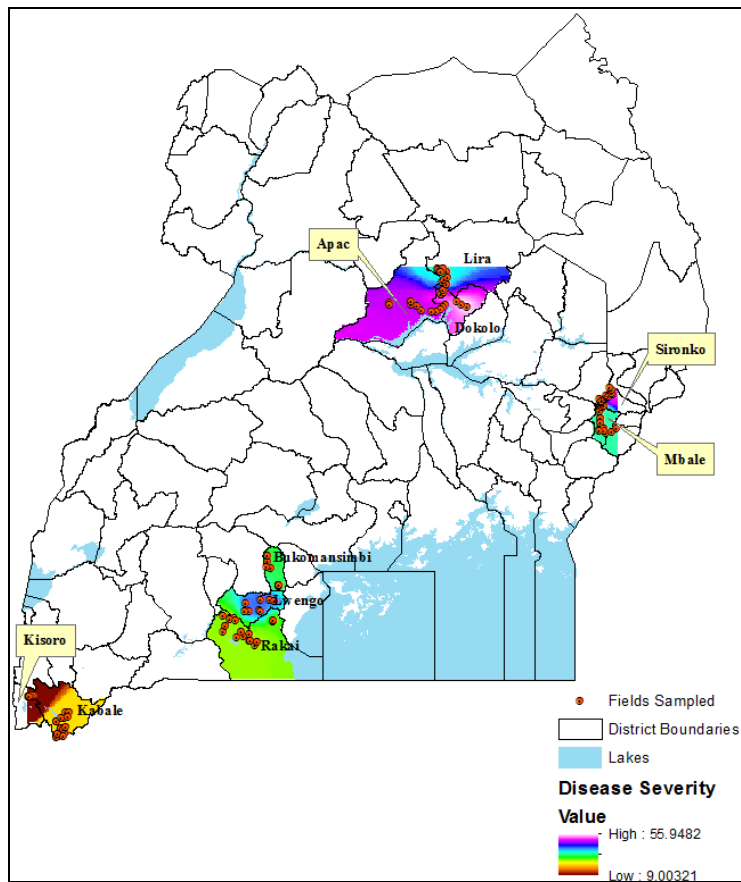 Apac
Lira
Dokolo
Sironko
Mbale
Bukomansimbi
Lwengo
Rakai
Kisoro
Kabale
Fields Sampled
District Boundaries
Lakes
Disease Severity
Value
High : 55.9482
Low : 9.00321